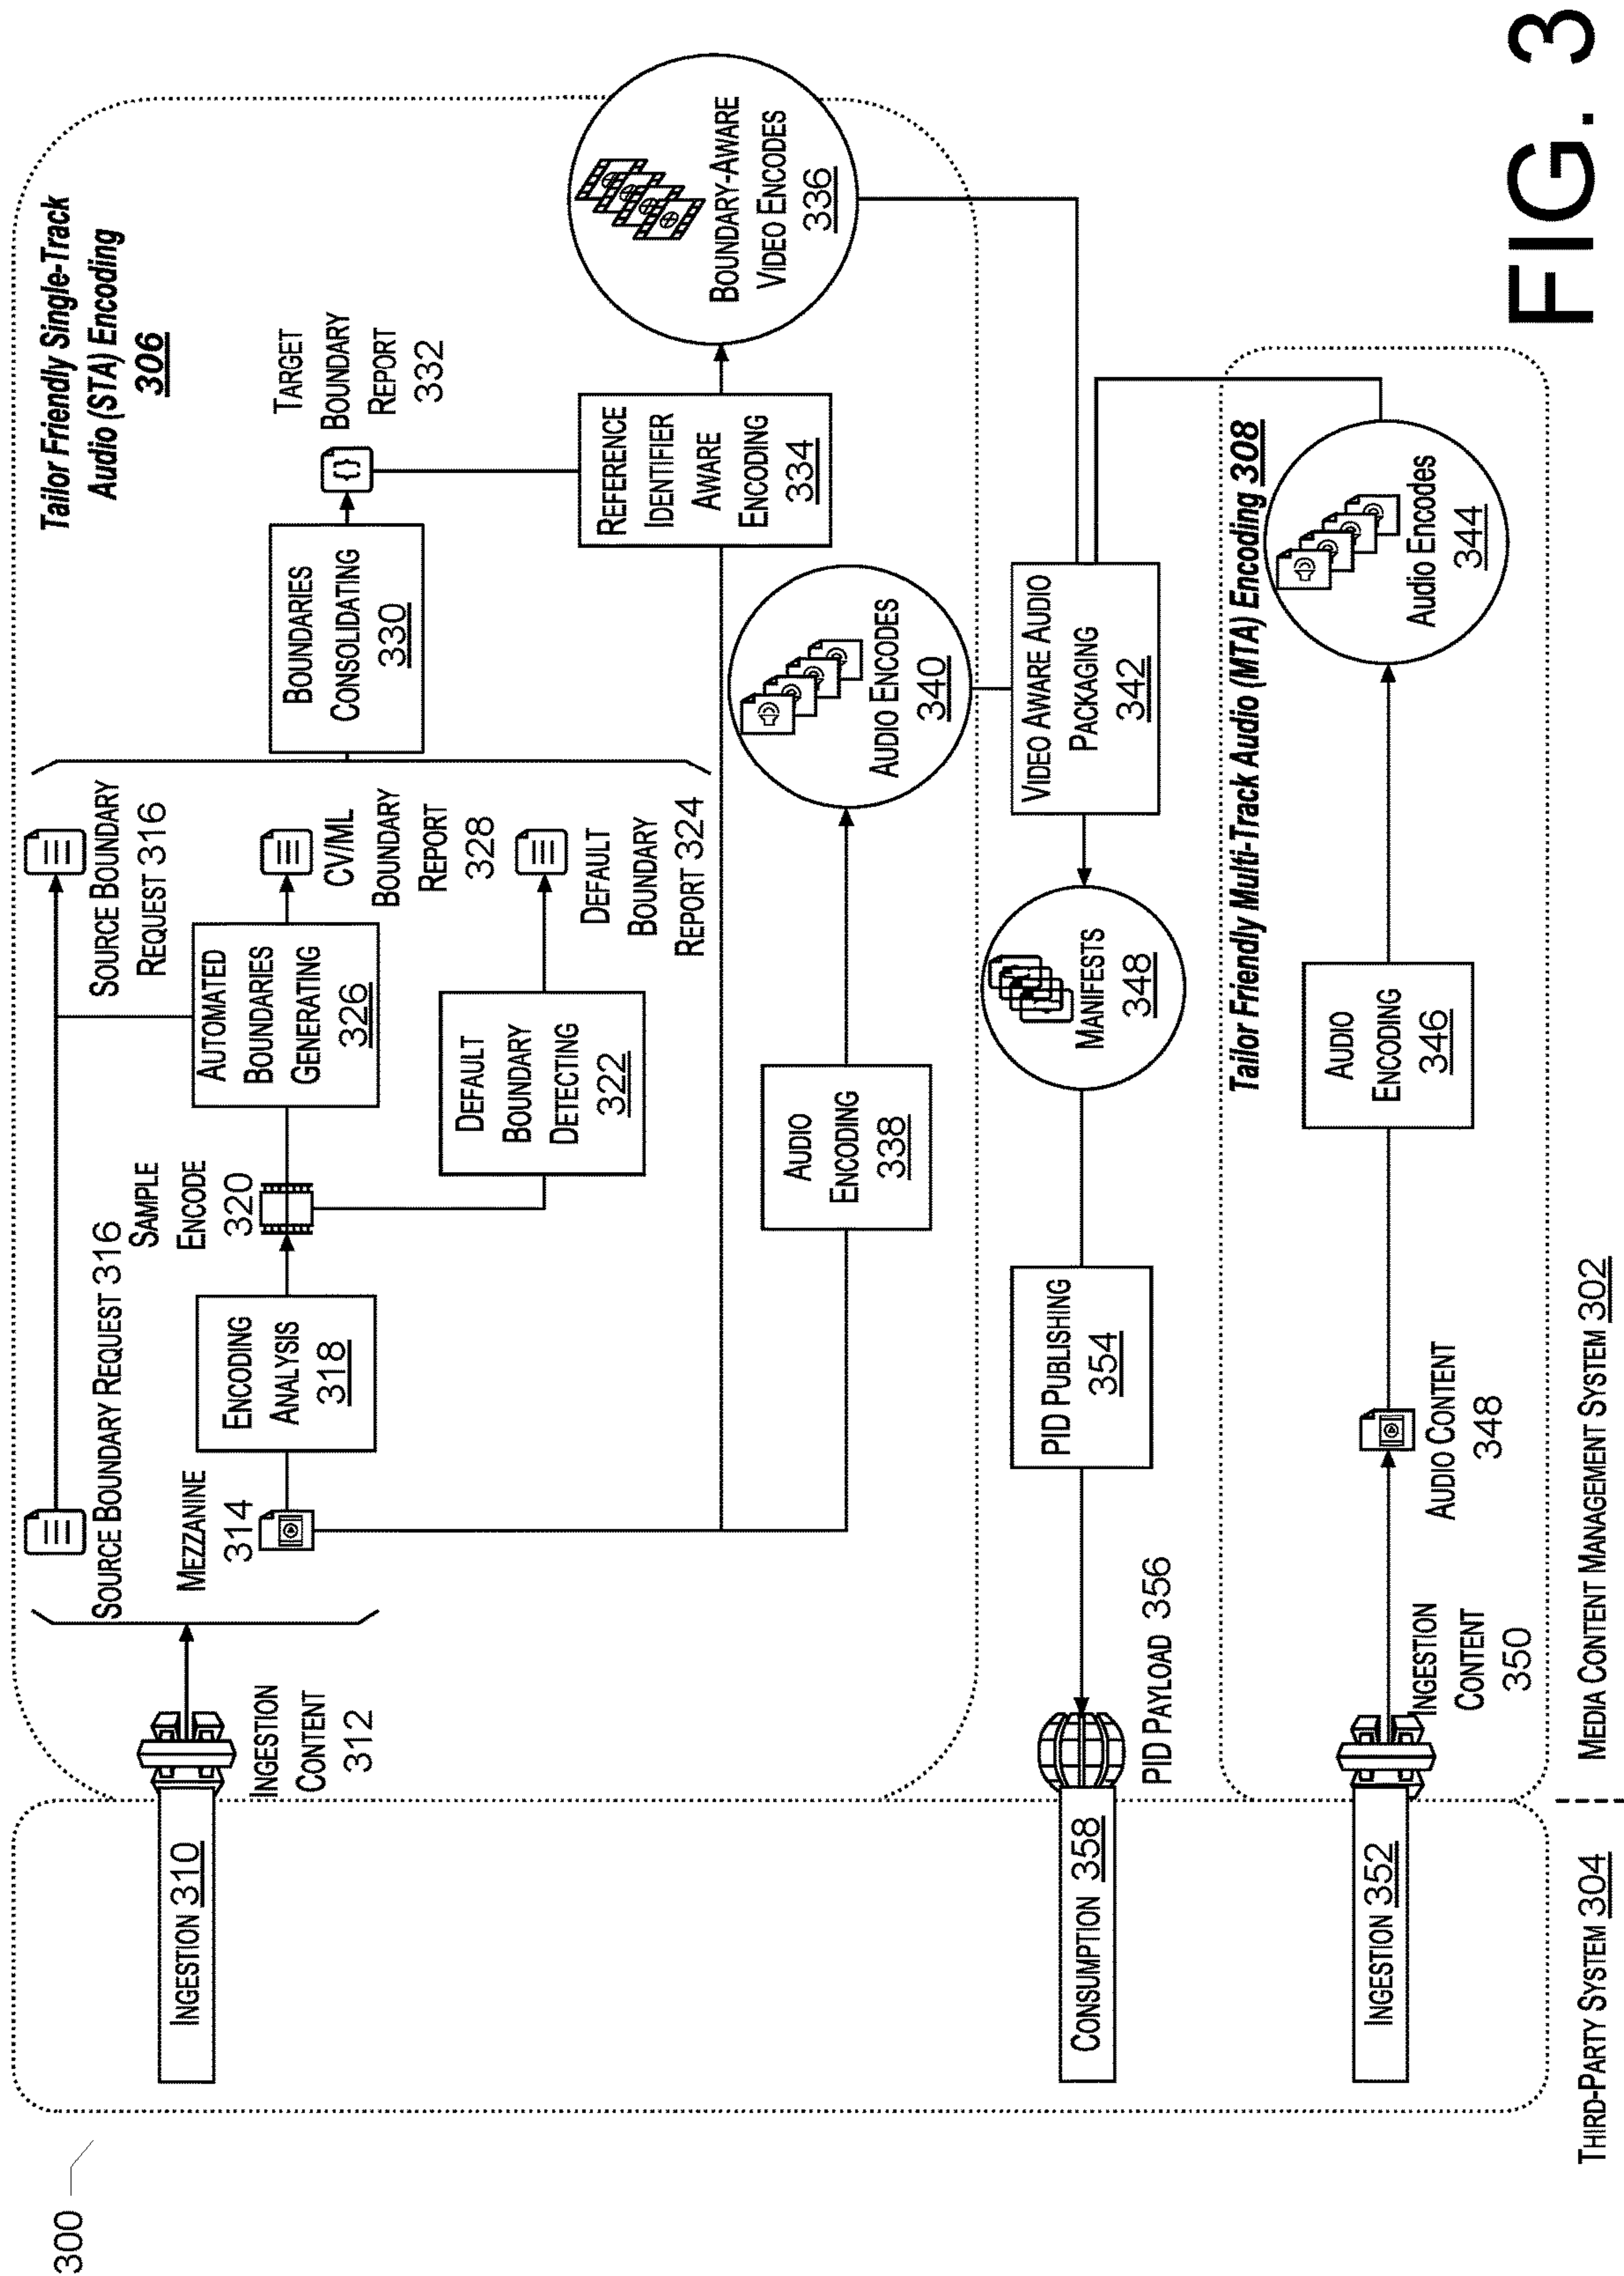 300
Tailor Friendly Single-Track
Audio (STA) Encoding
306
INGESTION 310
INGESTION
CONTENT
312
SOURCE BOUNDARY REQUEST 316
MEZZANINE
314
ENCODING
ANALYSIS
318
SAMPLE
ENCODE
320
SOURCE BOUNDARY
REQUEST 316
AUTOMATED
BOUNDARIES
GENERATING
326
CV/ML
BOUNDARY
REPORT
328
DEFAULT
BOUNDARY
DETECTING
322
DEFAULT
BOUNDARY
REPORT 324
BOUNDARIES
CONSOLIDATING
330
{}
TARGET
BOUNDARY
REPORT
332
REFERENCE
IDENTIFIER
AWARE
ENCODING
334
BOUNDARY-AWARE
VIDEO ENCODES
336
AUDIO
ENCODING
338
AUDIO ENCODES
340
VIDEO AWARE AUDIO
PACKAGING
342
MANIFESTS
348
PID PUBLISHING
354
PID PAYLOAD 356
CONSUMPTION 358
Tailor Friendly Multi-Track Audio (MTA) Encoding 308
INGESTION 352
INGESTION
CONTENT
350
AUDIO CONTENT
348
AUDIO
ENCODING
346
AUDIO ENCODES
344
THIRD-PARTY SYSTEM 304
MEDIA CONTENT MANAGEMENT SYSTEM 302
FIG. 3